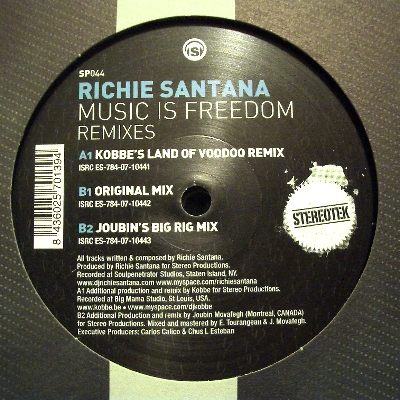 S
SP044
RICHIE SANTANA
MUSIC IS FREEDOM
REMIXES
A1 KOBBE'S LAND OF VOODOO REMIX
ISRC ES-784-07-10441
B1 ORIGINAL MIX
ISRC ES-784-07-10442
B2 JOUBIN'S BIG RIG MIX
ISRC ES-784-07-10443
8 436025 701394
STEREOTEK
All tracks written & composed by Richie Santana.
Produced by Richie Santana for Stereo Productions.
Recorded at Soulpenetrator Studios, Staten Island, NY.
www.djrichiesantana.com www.myspace.com/richiesantana
A1 Additional production and remix by Kobbe for Stereo Productions.
Recorded at Big Mama Studio, St Louis, USA.
www.kobbe.be • www.myspace.com/djkobbe
B2 Additional Production and remix by Joubin Movafegh (Montreal, CANADA)
for Stereo Productions. Mixed and mastered by E. Tourangeau & J. Movafegh.
Executive Producers: Carlos Calico & Chus L Esteban